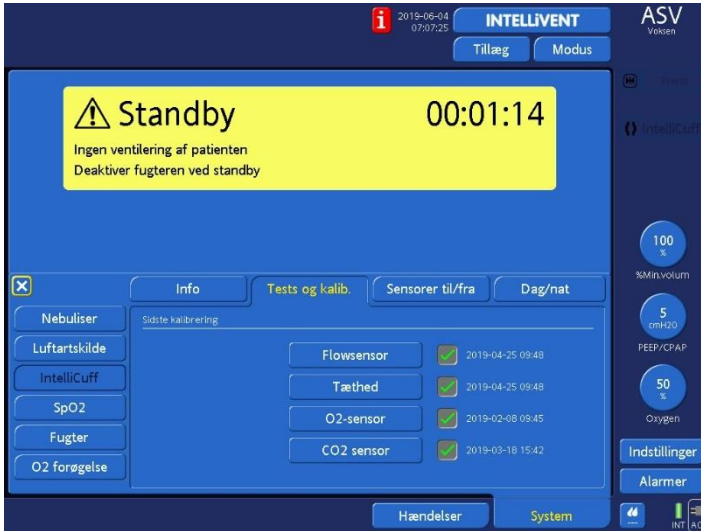 i
2019-06-04
07:07:25
INTELLiVENT
Tillæg
Modus
ASV
Voksen
Standby
00:01:14
Ingen ventilering af patienten
Deaktiver fugteren ved standby
IntelliCuff
100
%
%Min.volum
5
cmH2O
PEEP/CPAP
50
%
Oxygen
Info
Tests og kalib.
Sensorer til/fra
Dag/nat
Nebuliser
Luftartskilde
IntelliCuff
SpO2
Fugter
O2 forøgelse
Sidste kalibrering
Flowsensor
2019-04-25 09:48
Tæthed
2019-04-25 09:48
O2-sensor
2019-02-08 09:45
CO2 sensor
2019-03-18 15:42
Indstillinger
Alarmer
Hændelser
System
INT